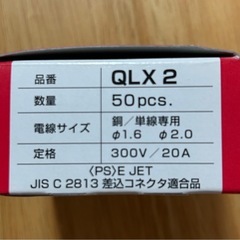 品番 QLX 2
数量 50pcs.
電線サイズ 銅/単線専用
φ1.6 φ2.0
定格 300V/20A
〈PS〉E JET
JIS C 2813 差込コネクタ適合品